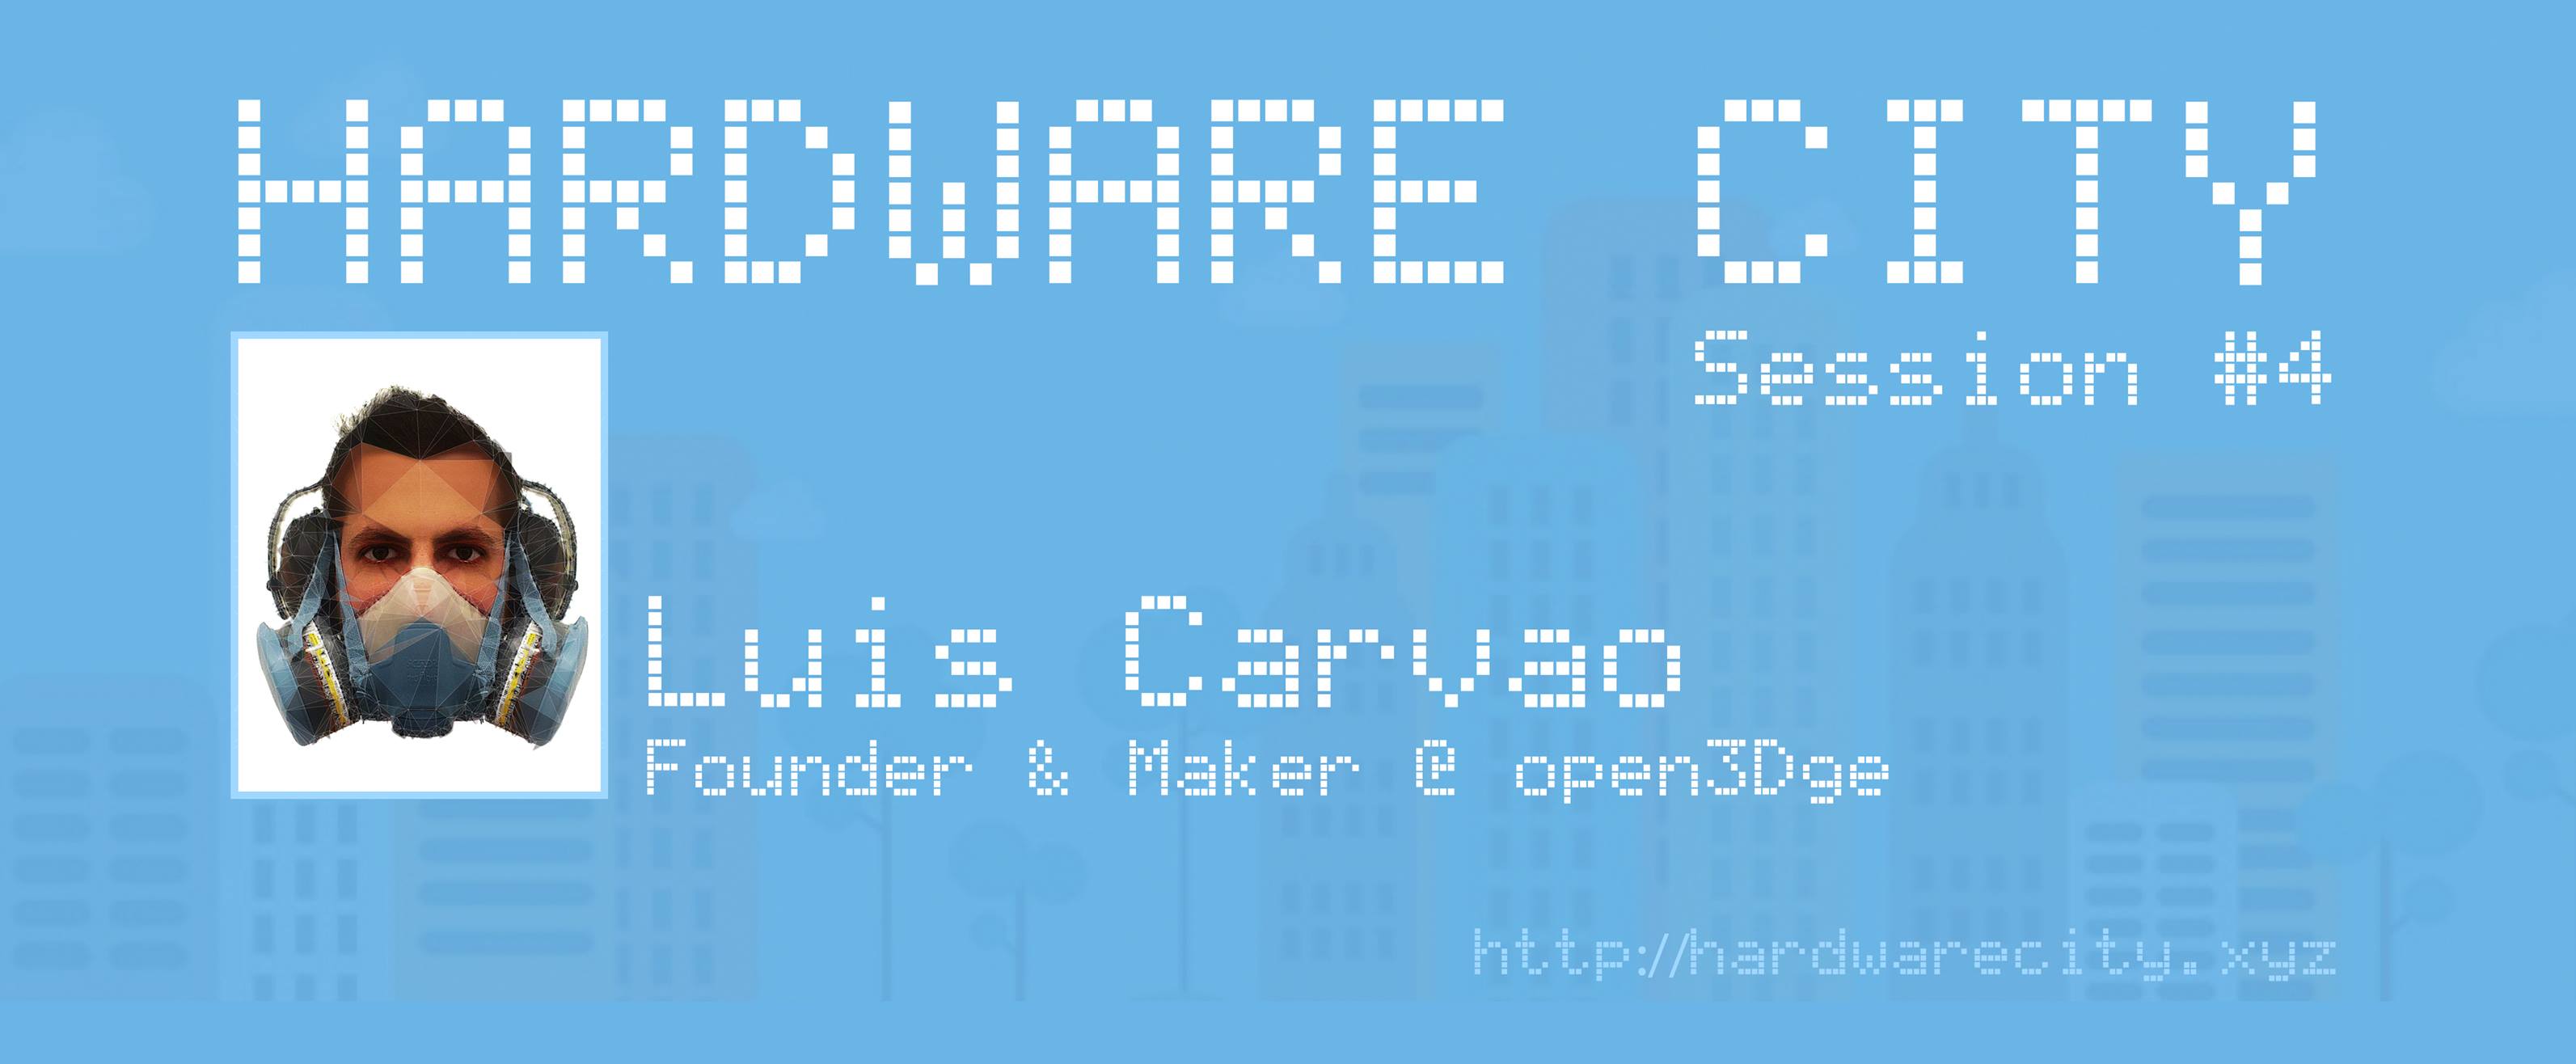 HARDWARE CITY
Session #4
Luis Carvao
Founder & Maker @ open3Dge
http://hardwarecity.xyz